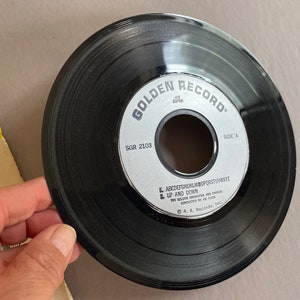 GOLDEN RECORD
SGR 2103
SIDE A
1. ABCDEFGHIJKLMNOPQRSTUVWXYZ
2. UP AND DOWN
THE GOLDEN ORCHESTRA AND CHORUS
© A. A. Records, Inc.